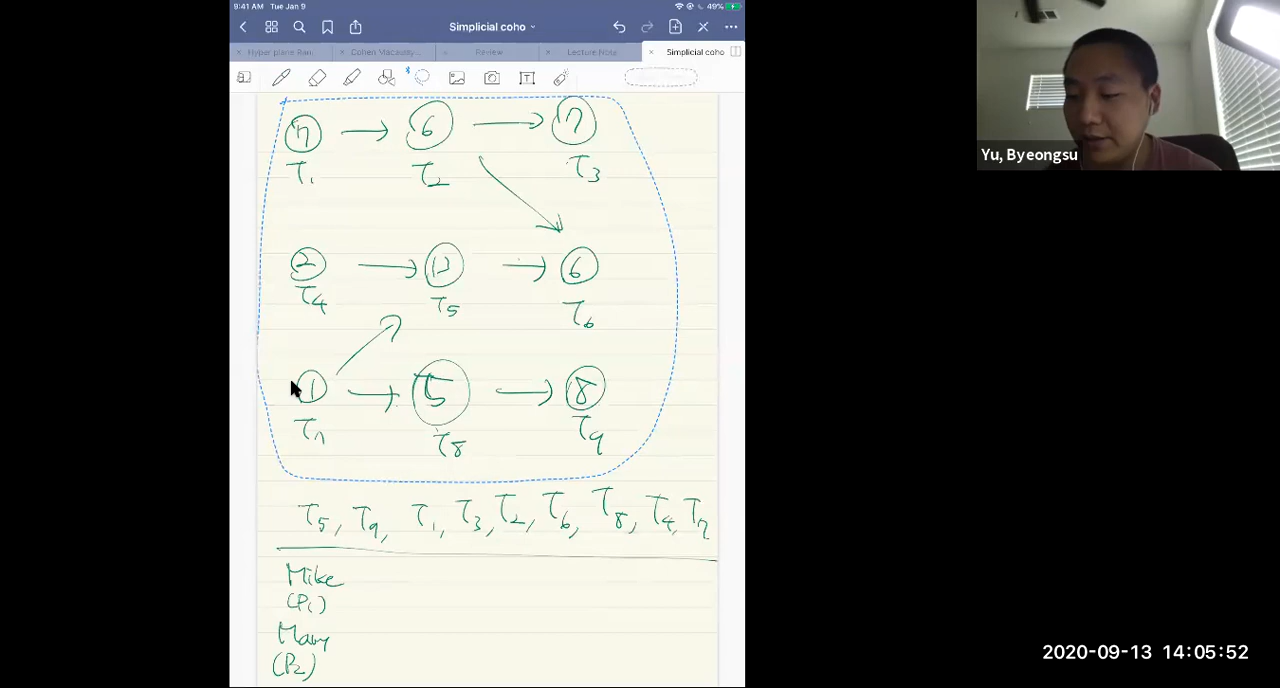 9:41 AM Tue Jan 9
49%
Simplicial coho
Hyper plane Ran
Cohen Macaulay
Review
Lecture Note
Simplicial coho
Yu, Byeongsu
7 → 6 → 7
T1 T2 T3
2 → 12 → 6
T4 T5 T6
1 → 5 → 8
T7 T8 T9
T5, T9, T1, T3, T2, T6, T8, T4, T7
Mike
(P1)
Mary
(P2)
2020-09-13 14:05:52